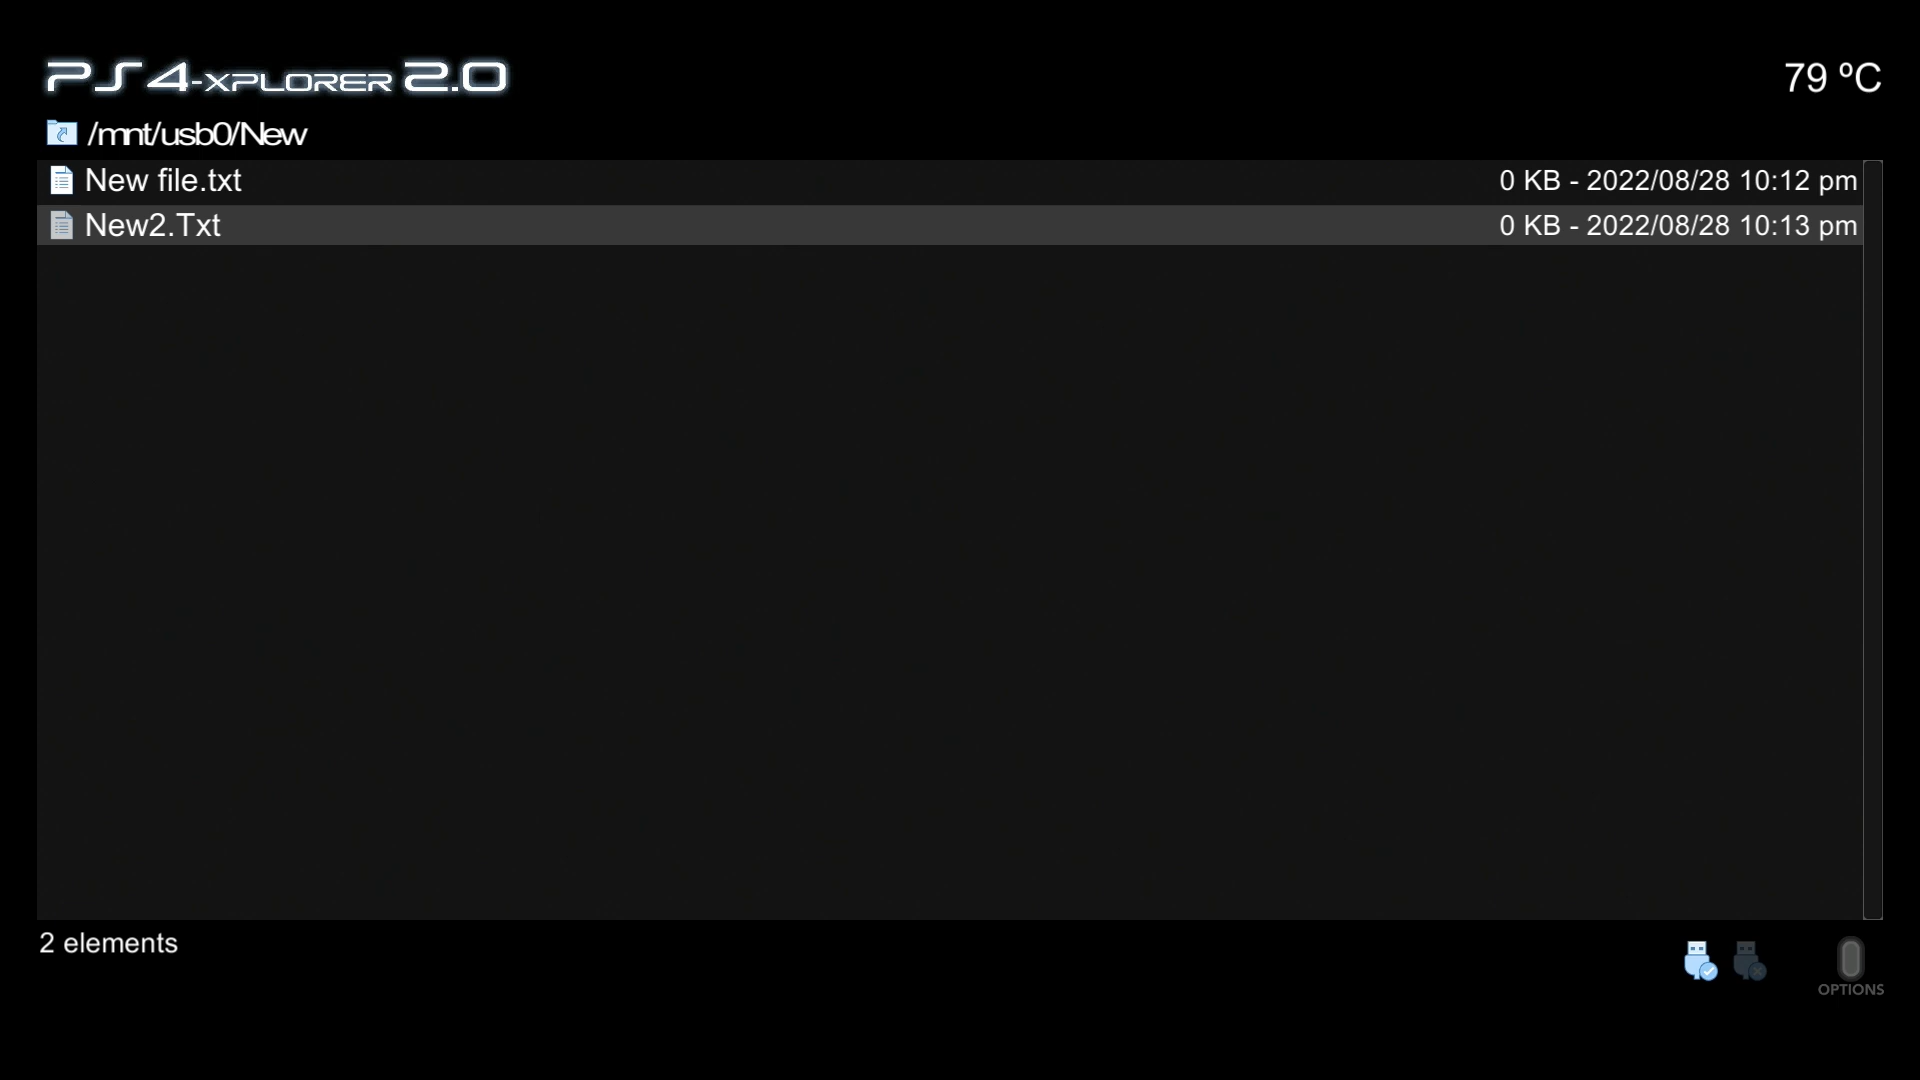 PS4-XPLORER 2.0
79 ºC
/mnt/usb0/New
New file.txt 0 KB - 2022/08/28 10:12 pm
New2.Txt 0 KB - 2022/08/28 10:13 pm
2 elements
OPTIONS